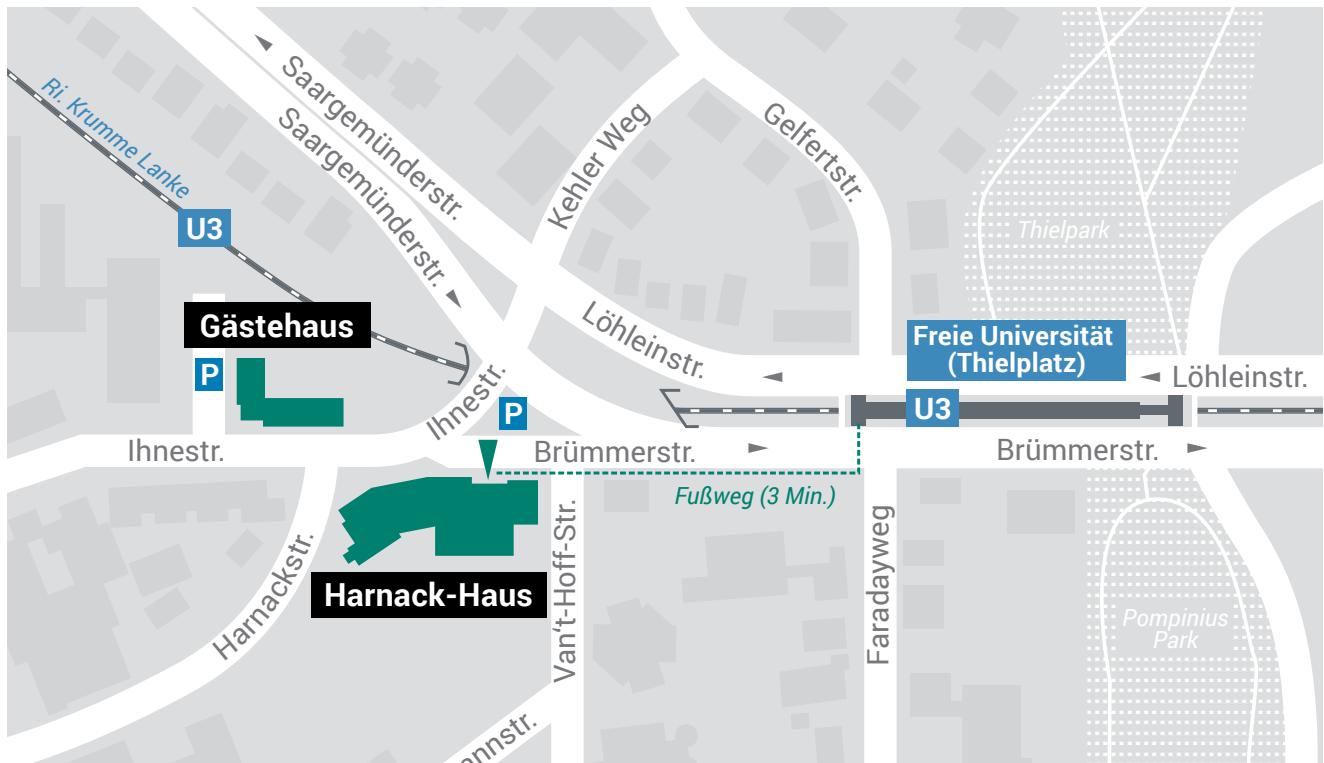 Saargemünderstr.
Saargemünderstr.
Ri. Krumme Lanke
U3
Kehler Weg
Gelfertstr.
Thielpark
Gästehaus
P
Löhleinstr.
Freie Universität
(Thielplatz)
U3
Löhleinstr.
Ihnestr.
P
Ihnestr.
Brümmerstr.
Brümmerstr.
Fußweg (3 Min.)
Harnackstr.
Harnack-Haus
Van't-Hoff-Str.
Faradayweg
Pompinius
Park
annstr.